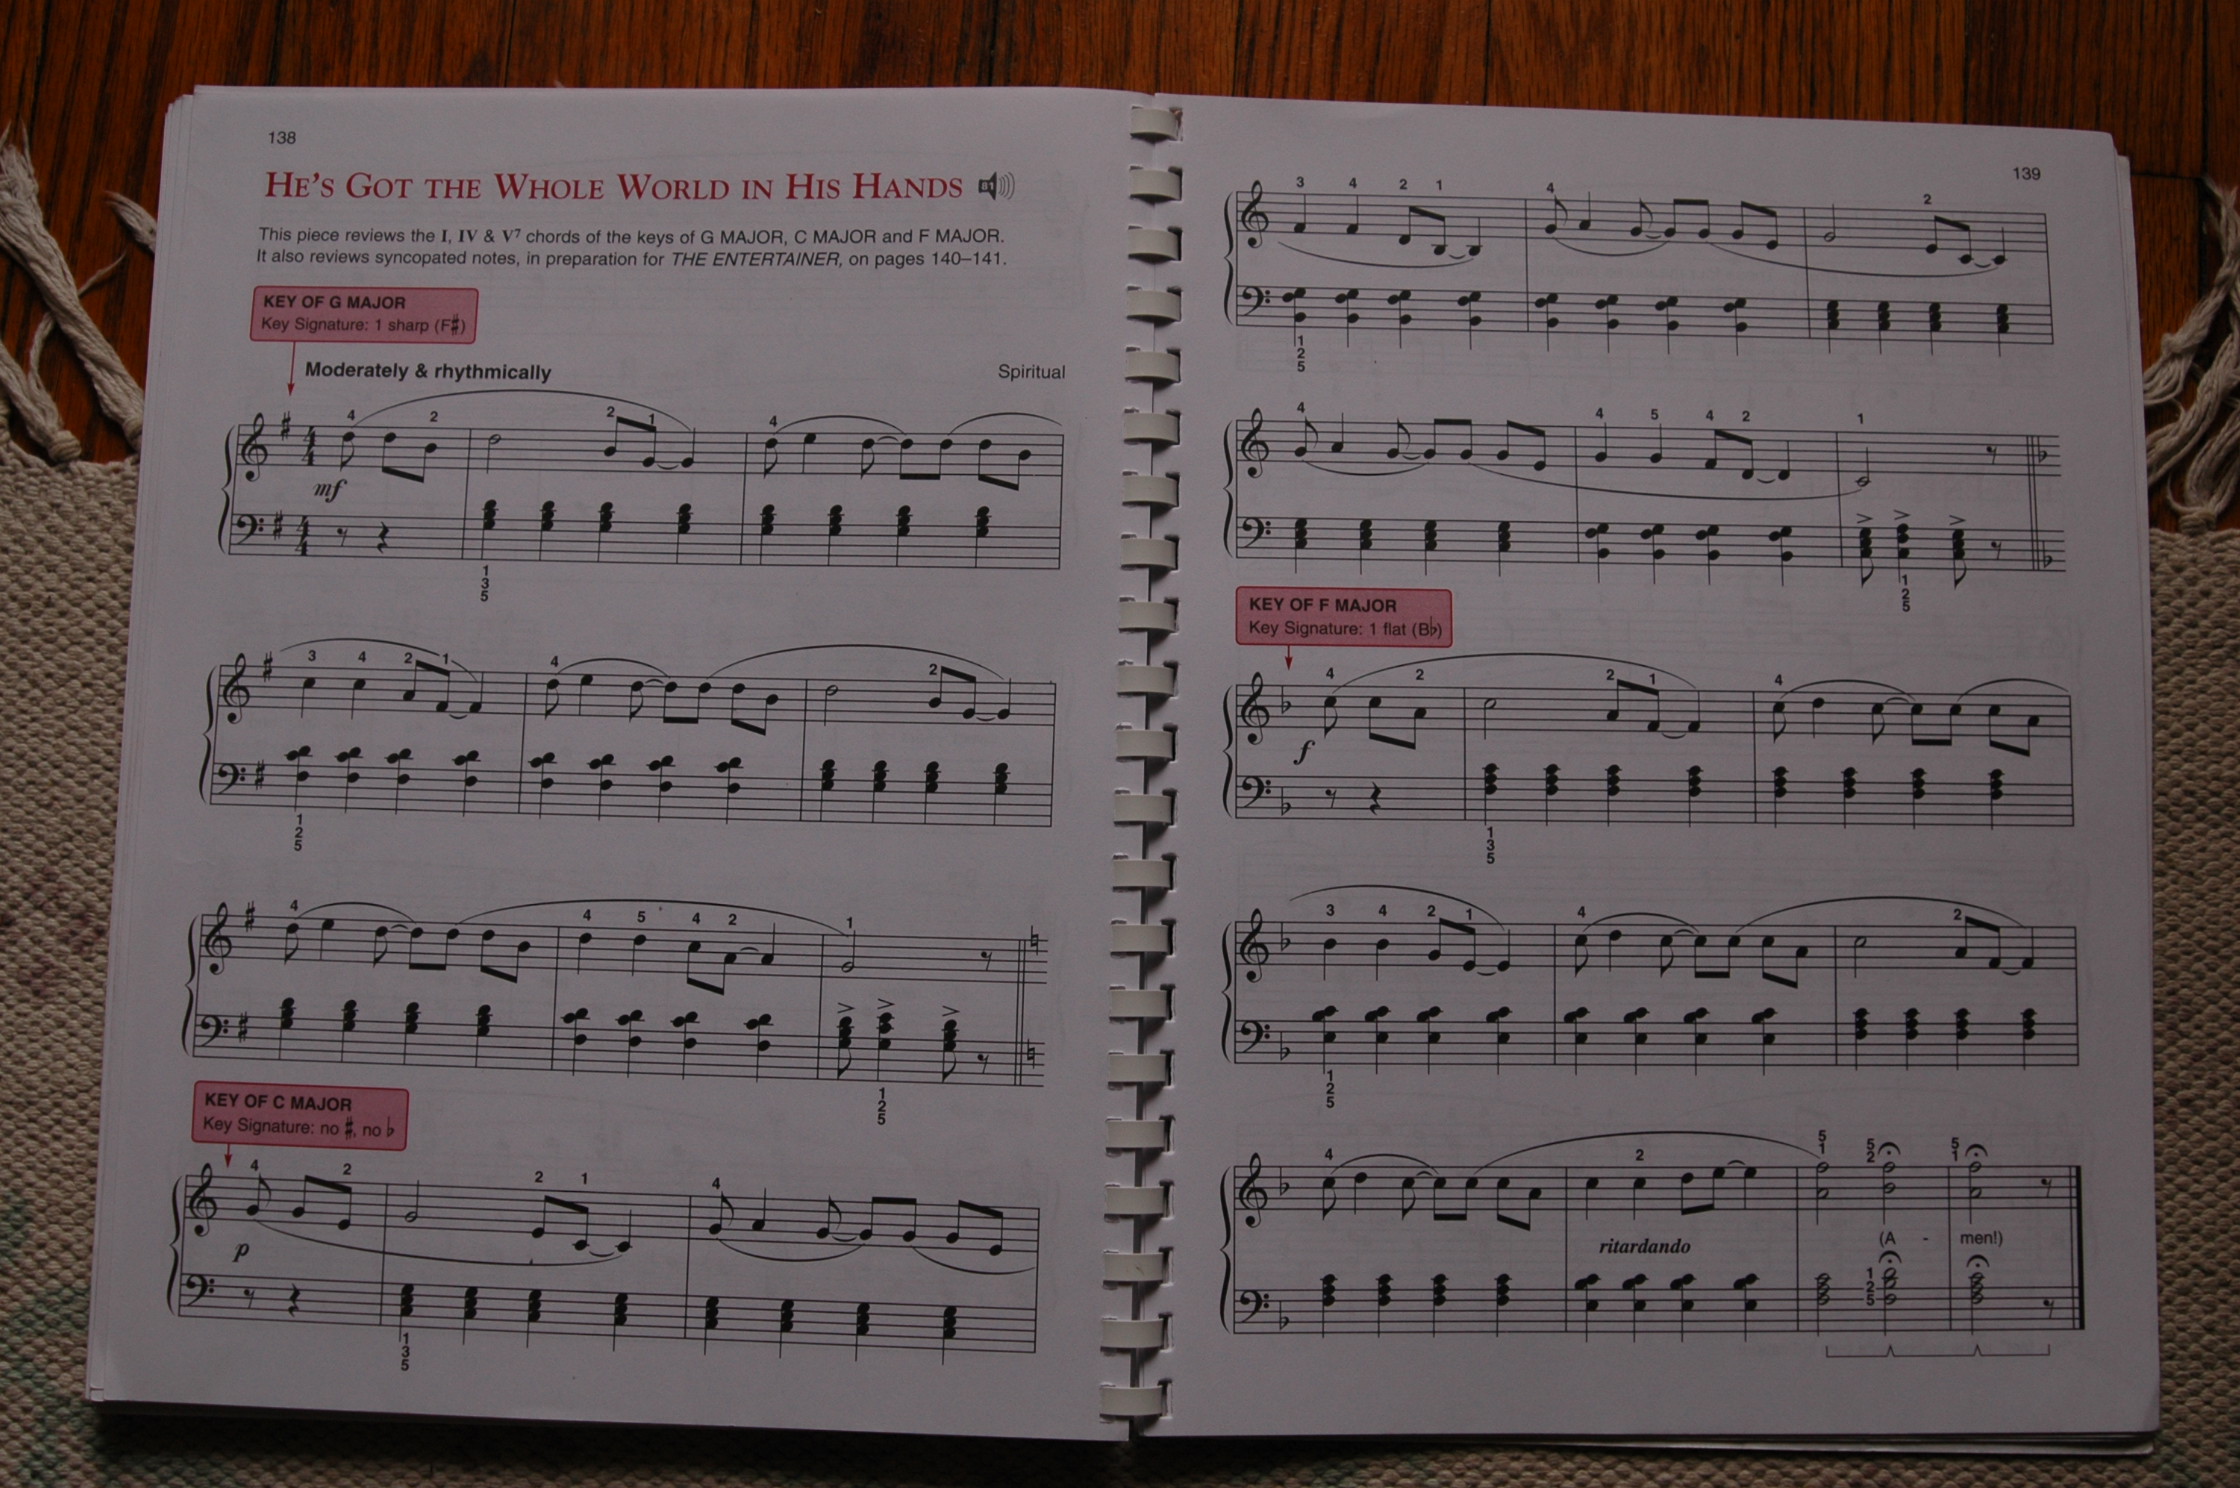 138
HE'S GOT THE WHOLE WORLD IN HIS HANDS
This piece reviews the I, IV & V7 chords of the keys of G MAJOR, C MAJOR and F MAJOR.
It also reviews syncopated notes, in preparation for THE ENTERTAINER, on pages 140–141.
KEY OF G MAJOR
Key Signature: 1 sharp (F♯)
Moderately & rhythmically
Spiritual
4 2 2 1 4
mf
1
3
5
3 4 2 1 4 2
1
2
5
4 4 5 4 2 1
1
2
5
KEY OF C MAJOR
Key Signature: no ♯, no ♭
4 2 2 1 4
p
1
3
5
139
3 4 2 1 4 2
1
2
5
4 4 5 4 2 1
1
2
5
KEY OF F MAJOR
Key Signature: 1 flat (B♭)
4 2 2 1 4
f
1
3
5
3 4 2 1 4 2
1
2
5
4 2 5 5 5
1 2 1
ritardando
(A - men!)
1
2
5